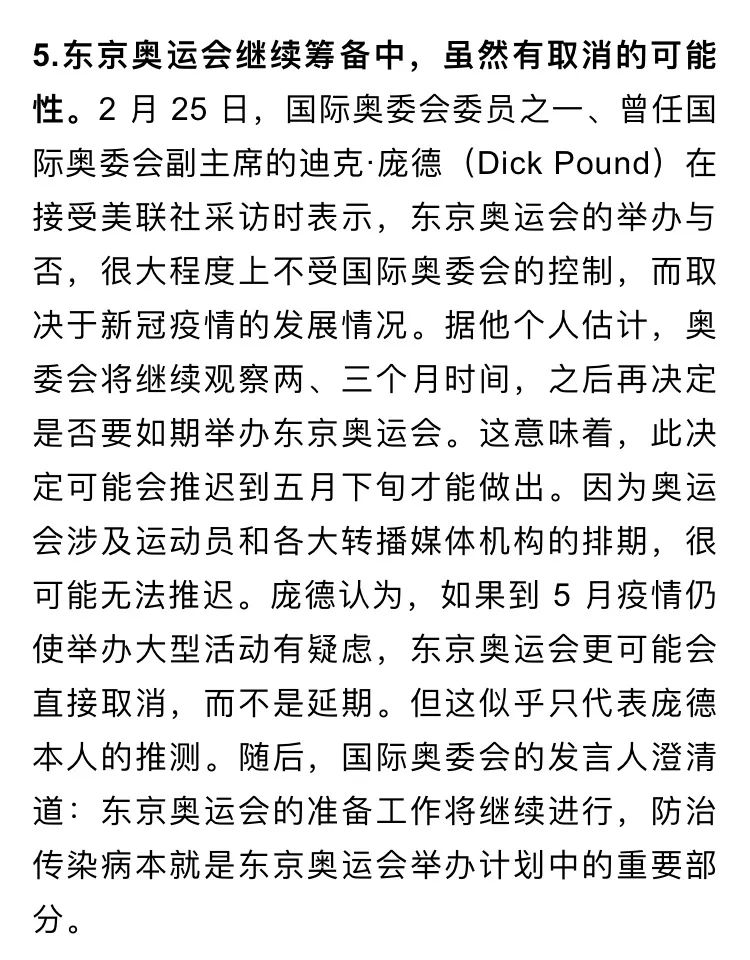 5.东京奥运会继续筹备中，虽然有取消的可能
性。2 月 25 日，国际奥委会委员之一、曾任国
际奥委会副主席的迪克·庞德（Dick Pound）在
接受美联社采访时表示，东京奥运会的举办与
否，很大程度上不受国际奥委会的控制，而取
决于新冠疫情的发展情况。据他个人估计，奥
委会将继续观察两、三个月时间，之后再决定
是否要如期举办东京奥运会。这意味着，此决
定可能会推迟到五月下旬才能做出。因为奥运
会涉及运动员和各大转播媒体机构的排期，很
可能无法推迟。庞德认为，如果到 5 月疫情仍
使举办大型活动有疑虑，东京奥运会更可能会
直接取消，而不是延期。但这似乎只代表庞德
本人的推测。随后，国际奥委会的发言人澄清
道：东京奥运会的准备工作将继续进行，防治
传染病本就是东京奥运会举办计划中的重要部
分。